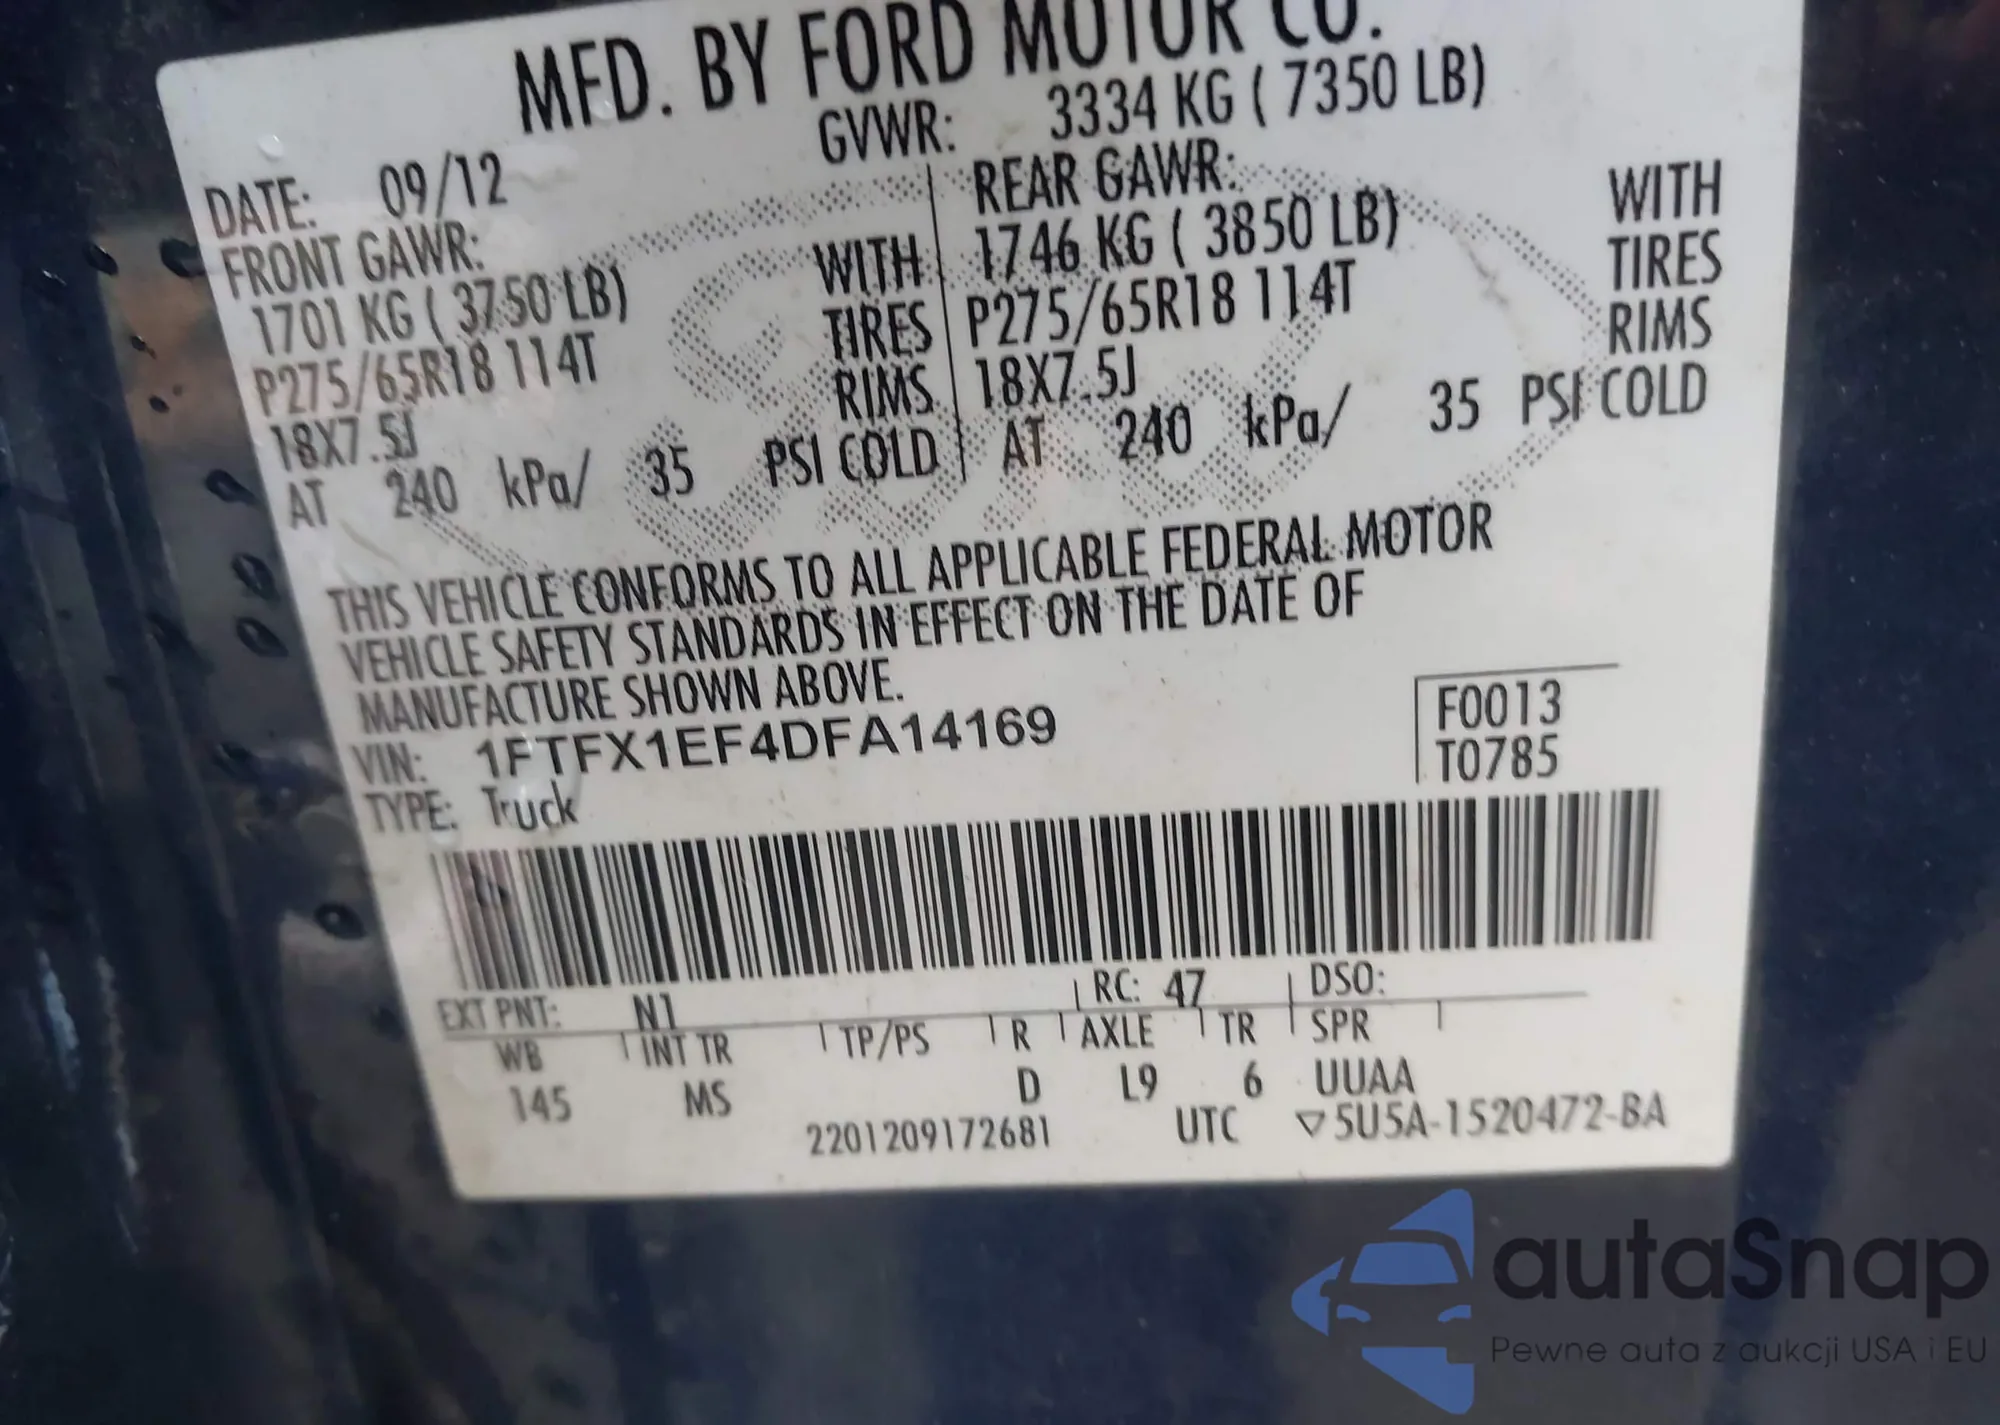 MFD. BY FORD MOTOR CO.
DATE: 09/12 GVWR: 3334 KG ( 7350 LB)
FRONT GAWR: REAR GAWR:
1701 KG ( 3750 LB) WITH 1746 KG ( 3850 LB) WITH
P275/65R18 114T TIRES P275/65R18 114T TIRES
18X7.5J RIMS 18X7.5J RIMS
AT 240 kPa/ 35 PSI COLD AT 240 kPa/ 35 PSI COLD
THIS VEHICLE CONFORMS TO ALL APPLICABLE FEDERAL MOTOR
VEHICLE SAFETY STANDARDS IN EFFECT ON THE DATE OF
MANUFACTURE SHOWN ABOVE.
VIN: 1FTFX1EF4DFA14169 F0013
TYPE: Truck T0785
EXT PNT: N1 RC: 47 DSO:
WB INT TR TP/PS R AXLE TR SPR
145 MS D L9 6 UUAA
2201209172681 UTC ▽5U5A-1520472-BA
autaSnap
Pewne auta z aukcji USA i EU